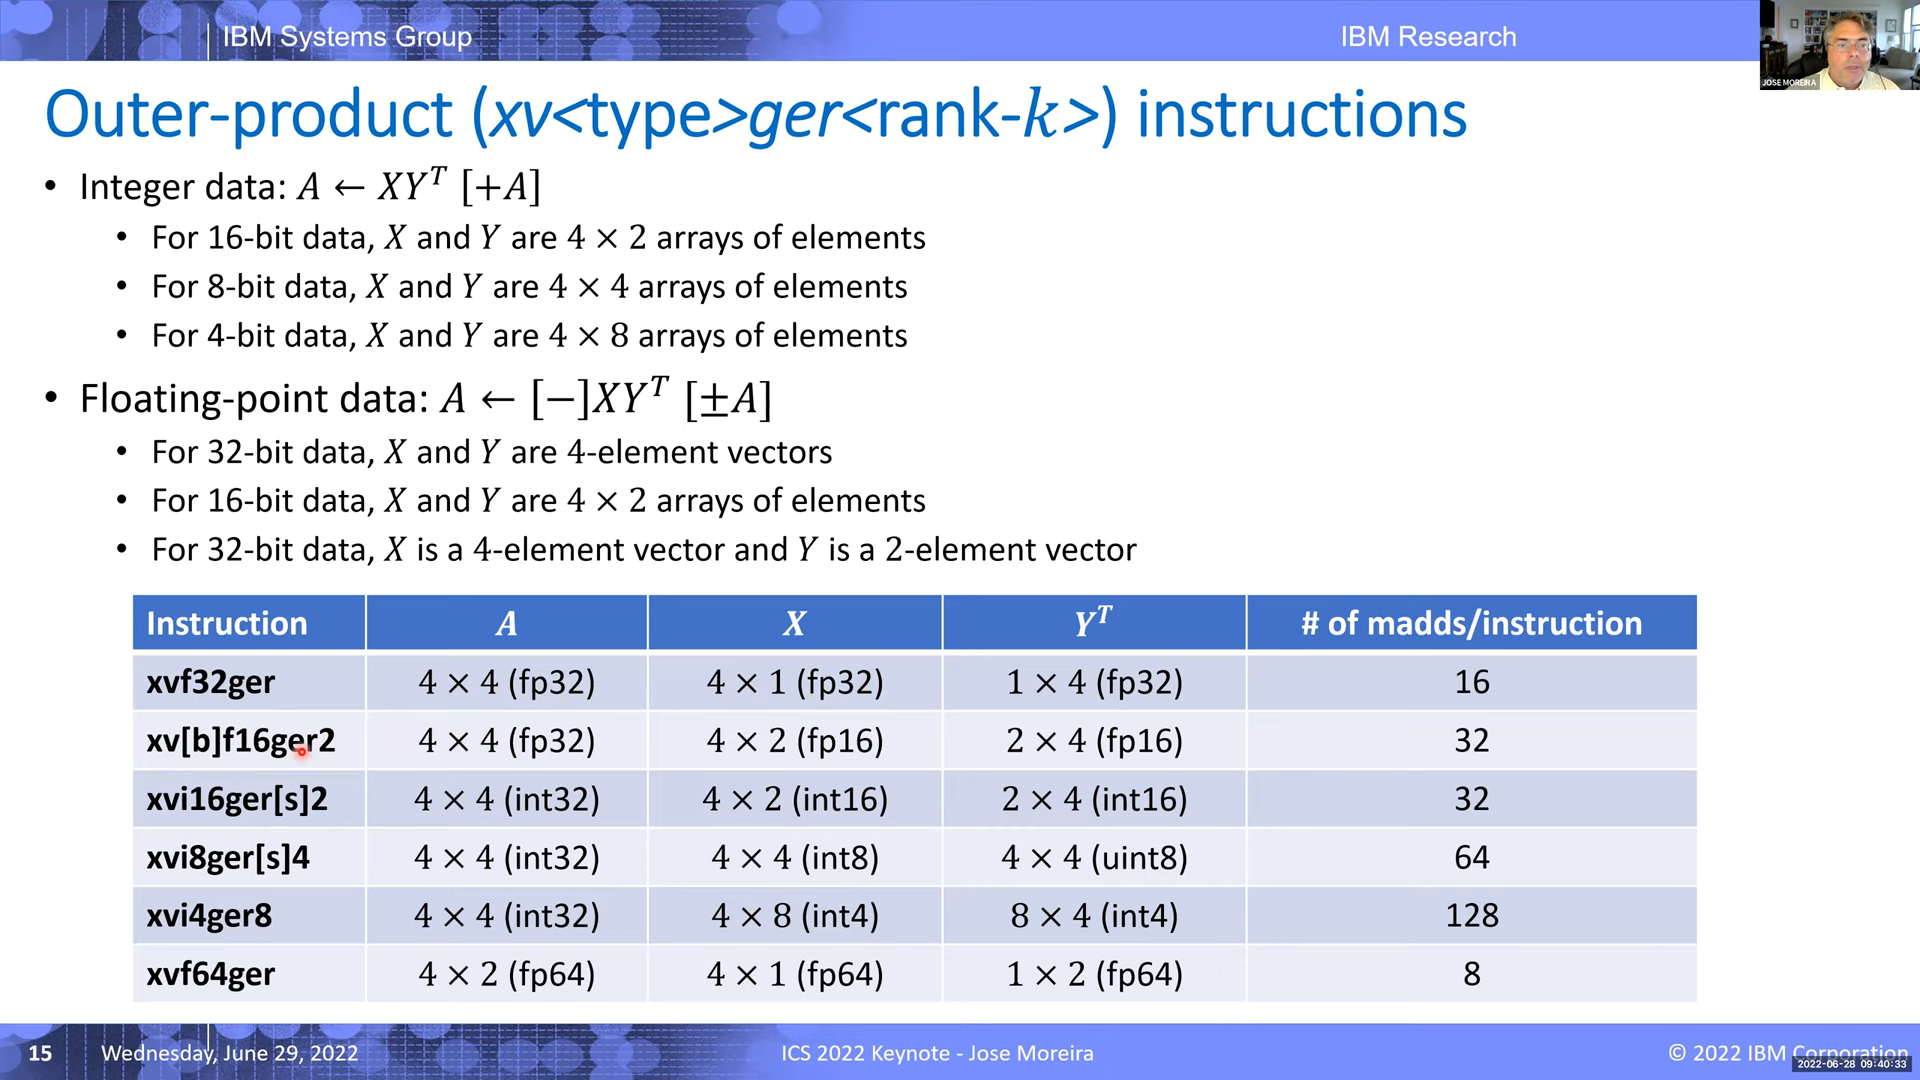 IBM Systems Group
IBM Research
JOSE MOREIRA
Outer-product (xv<type>ger<rank-k>) instructions
• Integer data: A ← XYᵀ [+A]
• For 16-bit data, X and Y are 4 × 2 arrays of elements
• For 8-bit data, X and Y are 4 × 4 arrays of elements
• For 4-bit data, X and Y are 4 × 8 arrays of elements
• Floating-point data: A ← [−]XYᵀ [±A]
• For 32-bit data, X and Y are 4-element vectors
• For 16-bit data, X and Y are 4 × 2 arrays of elements
• For 32-bit data, X is a 4-element vector and Y is a 2-element vector
Instruction A X Yᵀ # of madds/instruction
xvf32ger 4 × 4 (fp32) 4 × 1 (fp32) 1 × 4 (fp32) 16
xv[b]f16ger2 4 × 4 (fp32) 4 × 2 (fp16) 2 × 4 (fp16) 32
xvi16ger[s]2 4 × 4 (int32) 4 × 2 (int16) 2 × 4 (int16) 32
xvi8ger[s]4 4 × 4 (int32) 4 × 4 (int8) 4 × 4 (uint8) 64
xvi4ger8 4 × 4 (int32) 4 × 8 (int4) 8 × 4 (int4) 128
xvf64ger 4 × 2 (fp64) 4 × 1 (fp64) 1 × 2 (fp64) 8
15 Wednesday, June 29, 2022 ICS 2022 Keynote - Jose Moreira © 2022 IBM Corporation
2022-06-28 09:40:33